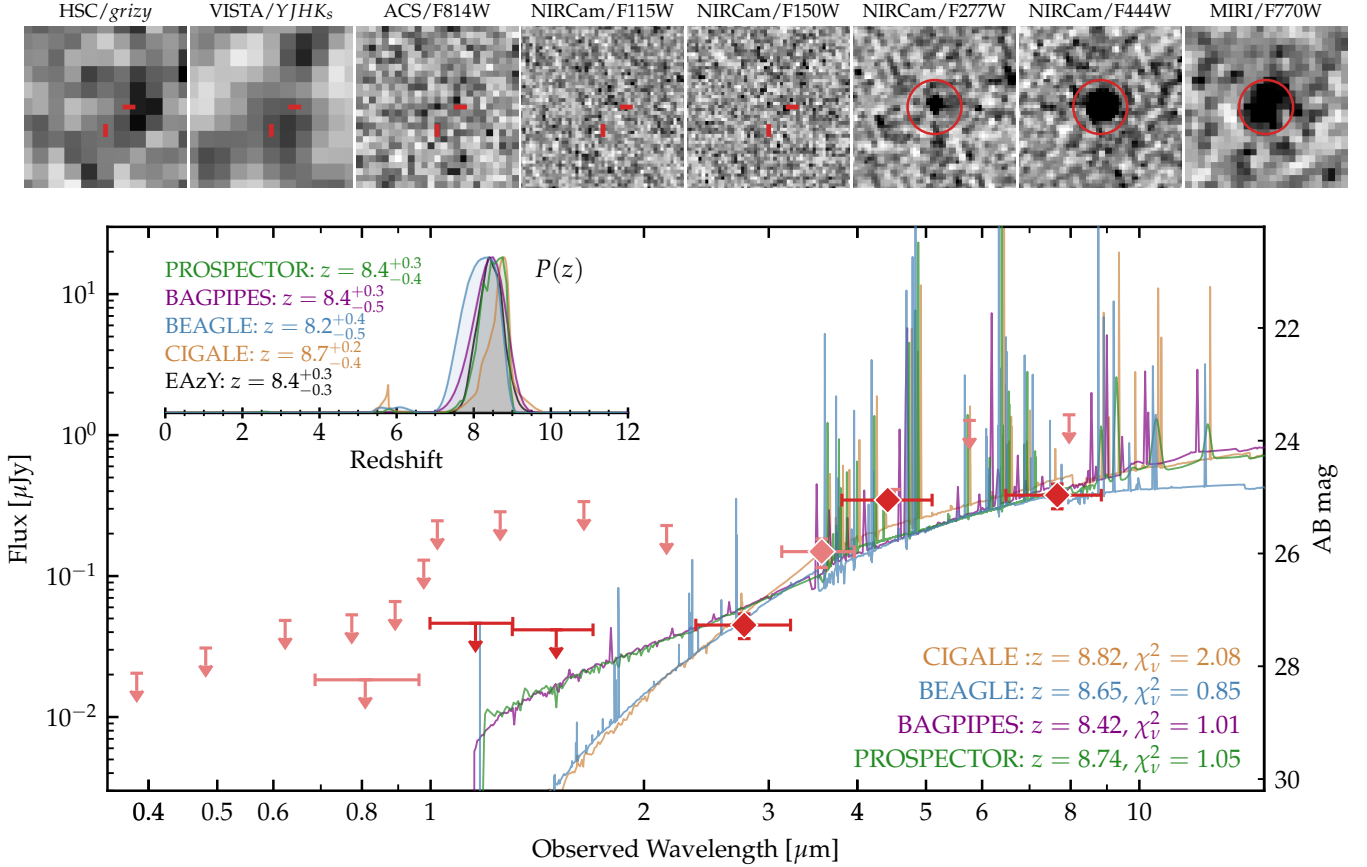 HSC/grizy VISTA/YJHKs ACS/F814W NIRCam/F115W NIRCam/F150W NIRCam/F277W NIRCam/F444W MIRI/F770W
PROSPECTOR: z = 8.4 +0.3 −0.4
BAGPIPES: z = 8.4 +0.3 −0.5
BEAGLE: z = 8.2 +0.4 −0.5
CIGALE: z = 8.7 +0.2 −0.4
EAzY: z = 8.4 +0.3 −0.3
P(z)
0 2 4 6 8 10 12
Redshift
10¹
10⁰
10⁻¹
10⁻²
Flux [μJy]
22
24
26
28
30
AB mag
CIGALE :z = 8.82, χ²ᵥ = 2.08
BEAGLE: z = 8.65, χ²ᵥ = 0.85
BAGPIPES: z = 8.42, χ²ᵥ = 1.01
PROSPECTOR: z = 8.74, χ²ᵥ = 1.05
0.4 0.5 0.6 0.8 1 2 3 4 5 6 7 8 10
Observed Wavelength [μm]